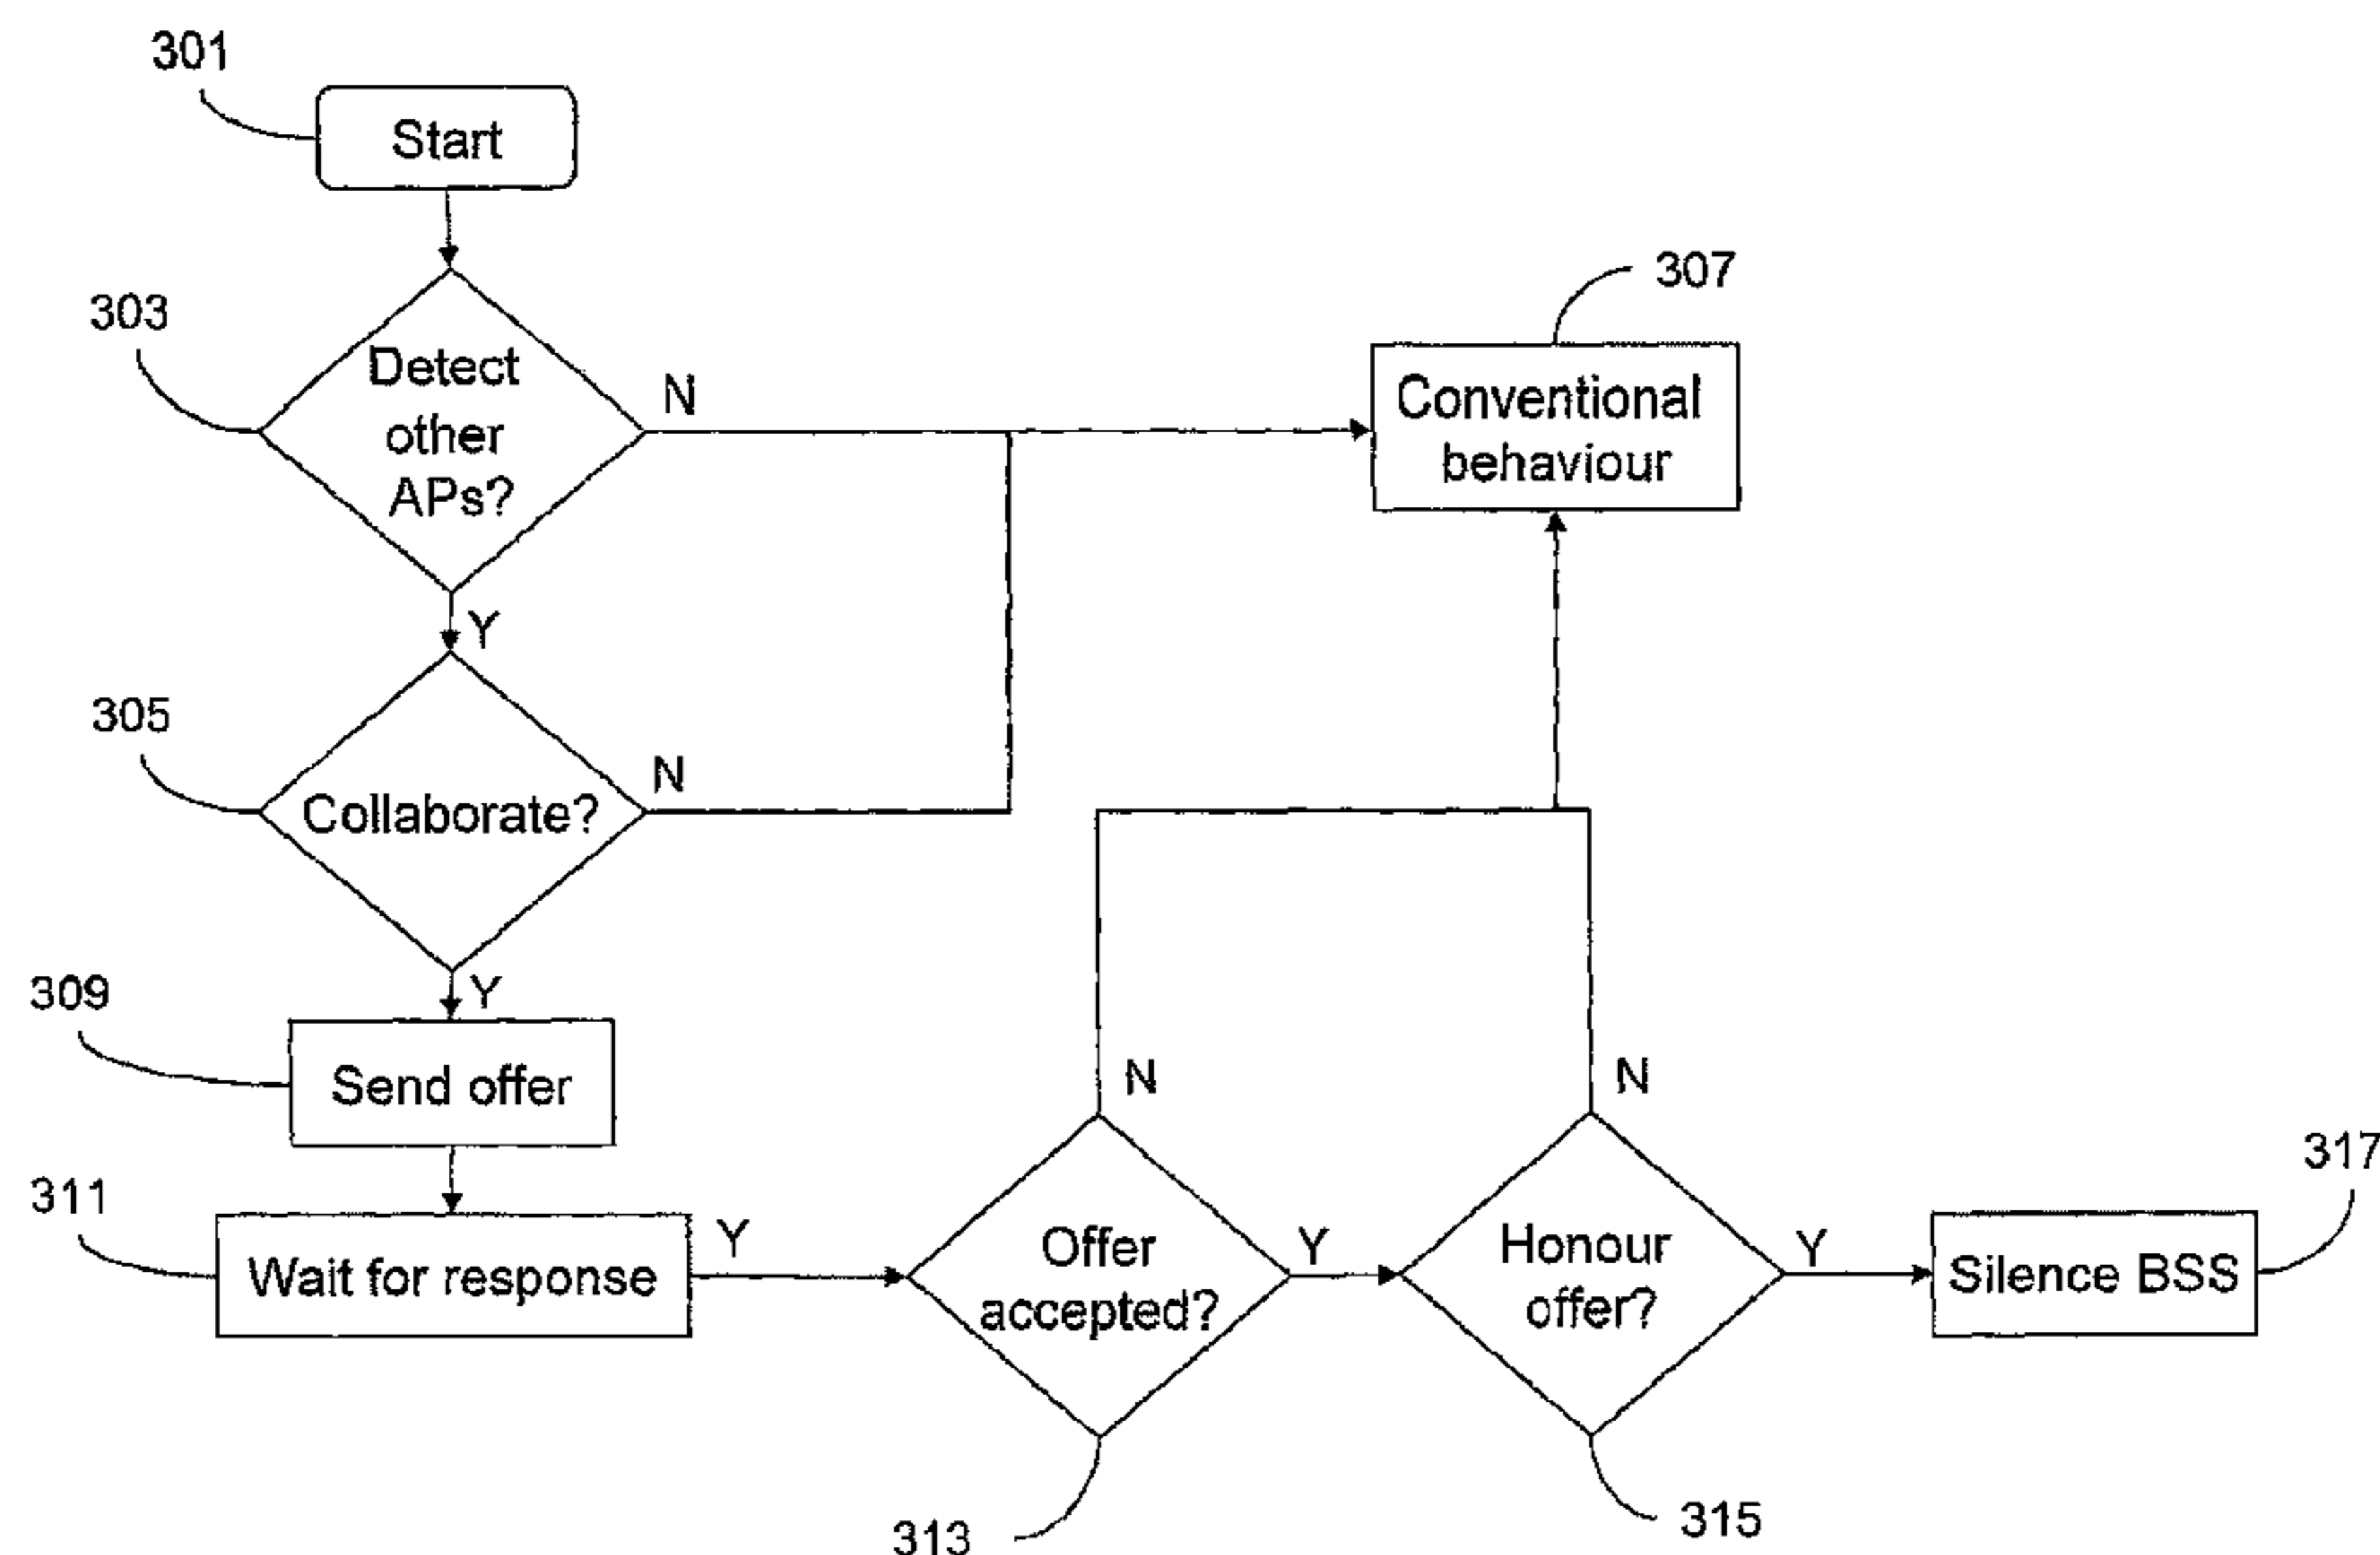 301
Start
303
Detect
other
APs?
N
307
Conventional
behaviour
Y
305
Collaborate?
N
Y
309
Send offer
311
Wait for response
Y
N
Offer
accepted?
313
Y
N
Honour
offer?
315
Y
Silence BSS
317